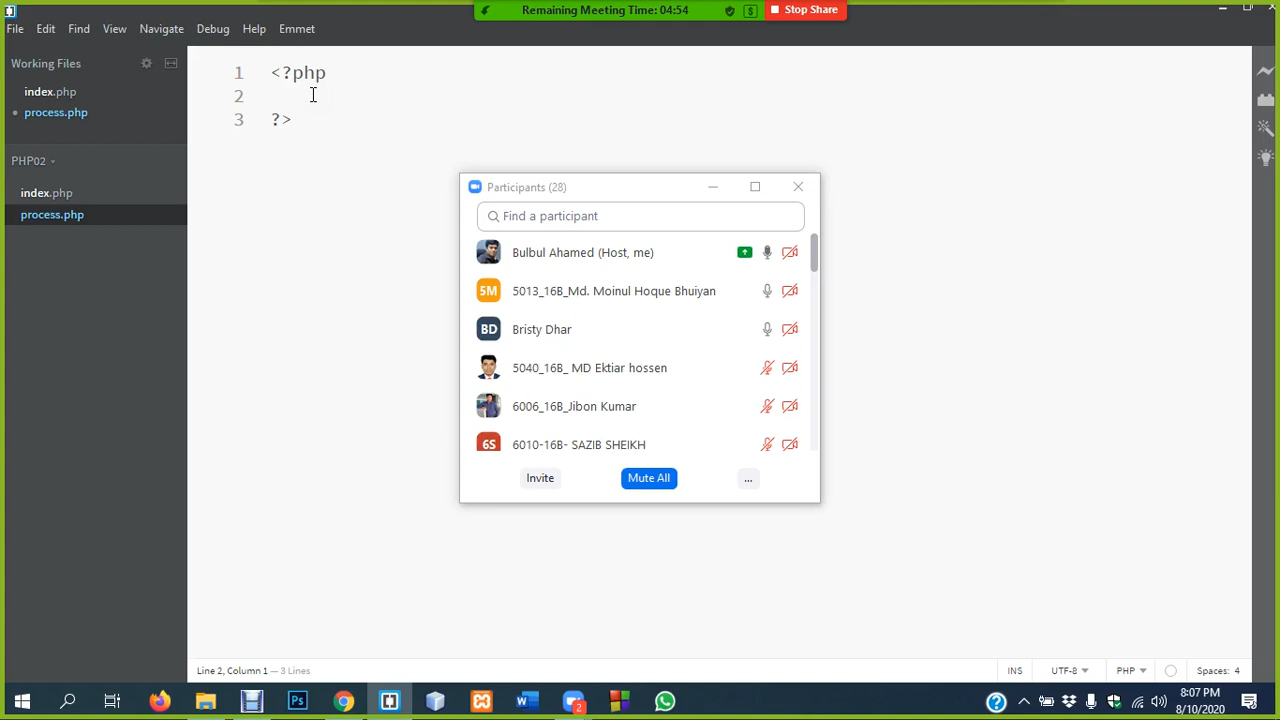 Remaining Meeting Time: 04:54
Stop Share
File Edit Find View Navigate Debug Help Emmet
Working Files
index.php
process.php
PHP02
index.php
process.php
1 <?php
2
3 ?>
Participants (28)
Find a participant
Bulbul Ahamed (Host, me)
5M 5013_16B_Md. Moinul Hoque Bhuiyan
BD Bristy Dhar
5040_16B_ MD Ektiar hossen
6006_16B_Jibon Kumar
6S 6010-16B- SAZIB SHEIKH
Invite Mute All ...
Line 2, Column 1 — 3 Lines INS UTF-8 PHP Spaces: 4
Ps
2
8:07 PM
8/10/2020